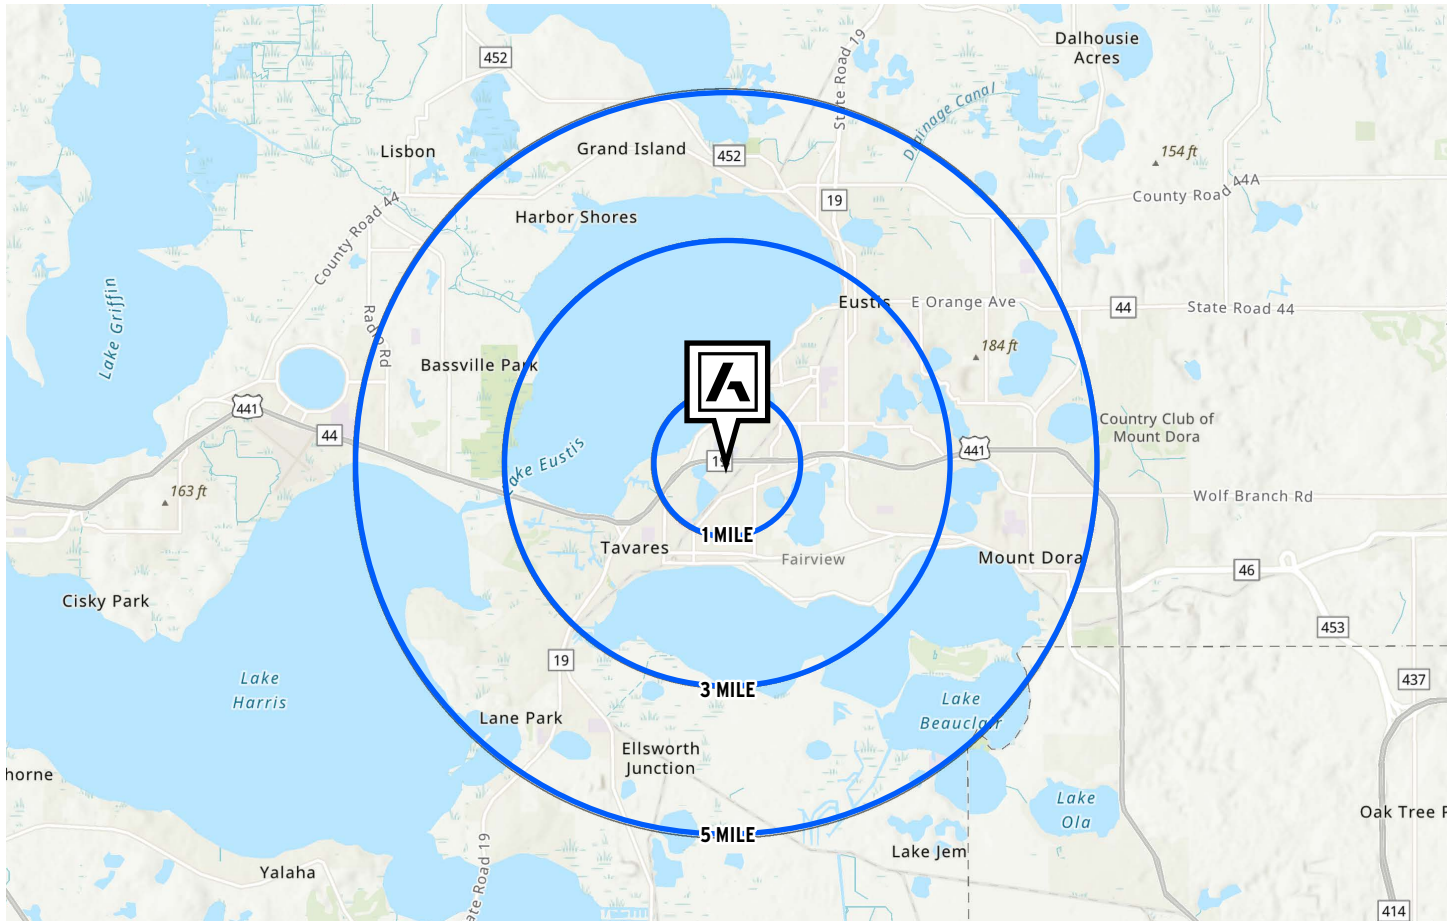 State Road 19
Dalhousie
Acres
452
Drainage Canal
Lisbon
Grand Island
452
154 ft
County Road 44A
County Road 44
19
Harbor Shores
Lake Griffin
Eustis
E Orange Ave
44
State Road 44
Radio Rd
184 ft
Bassville Park
441
44
Country Club of
Mount Dora
441
Lake Eustis
19
163 ft
Wolf Branch Rd
1 MILE
Tavares
Fairview
Mount Dora
46
Cisky Park
453
19
Lake
Harris
3 MILE
437
Lake
Beauclair
Lane Park
Ellsworth
Junction
horne
Lake
Ola
Oak Tree
5 MILE
Lake Jem
Yalaha
ate Road 19
414